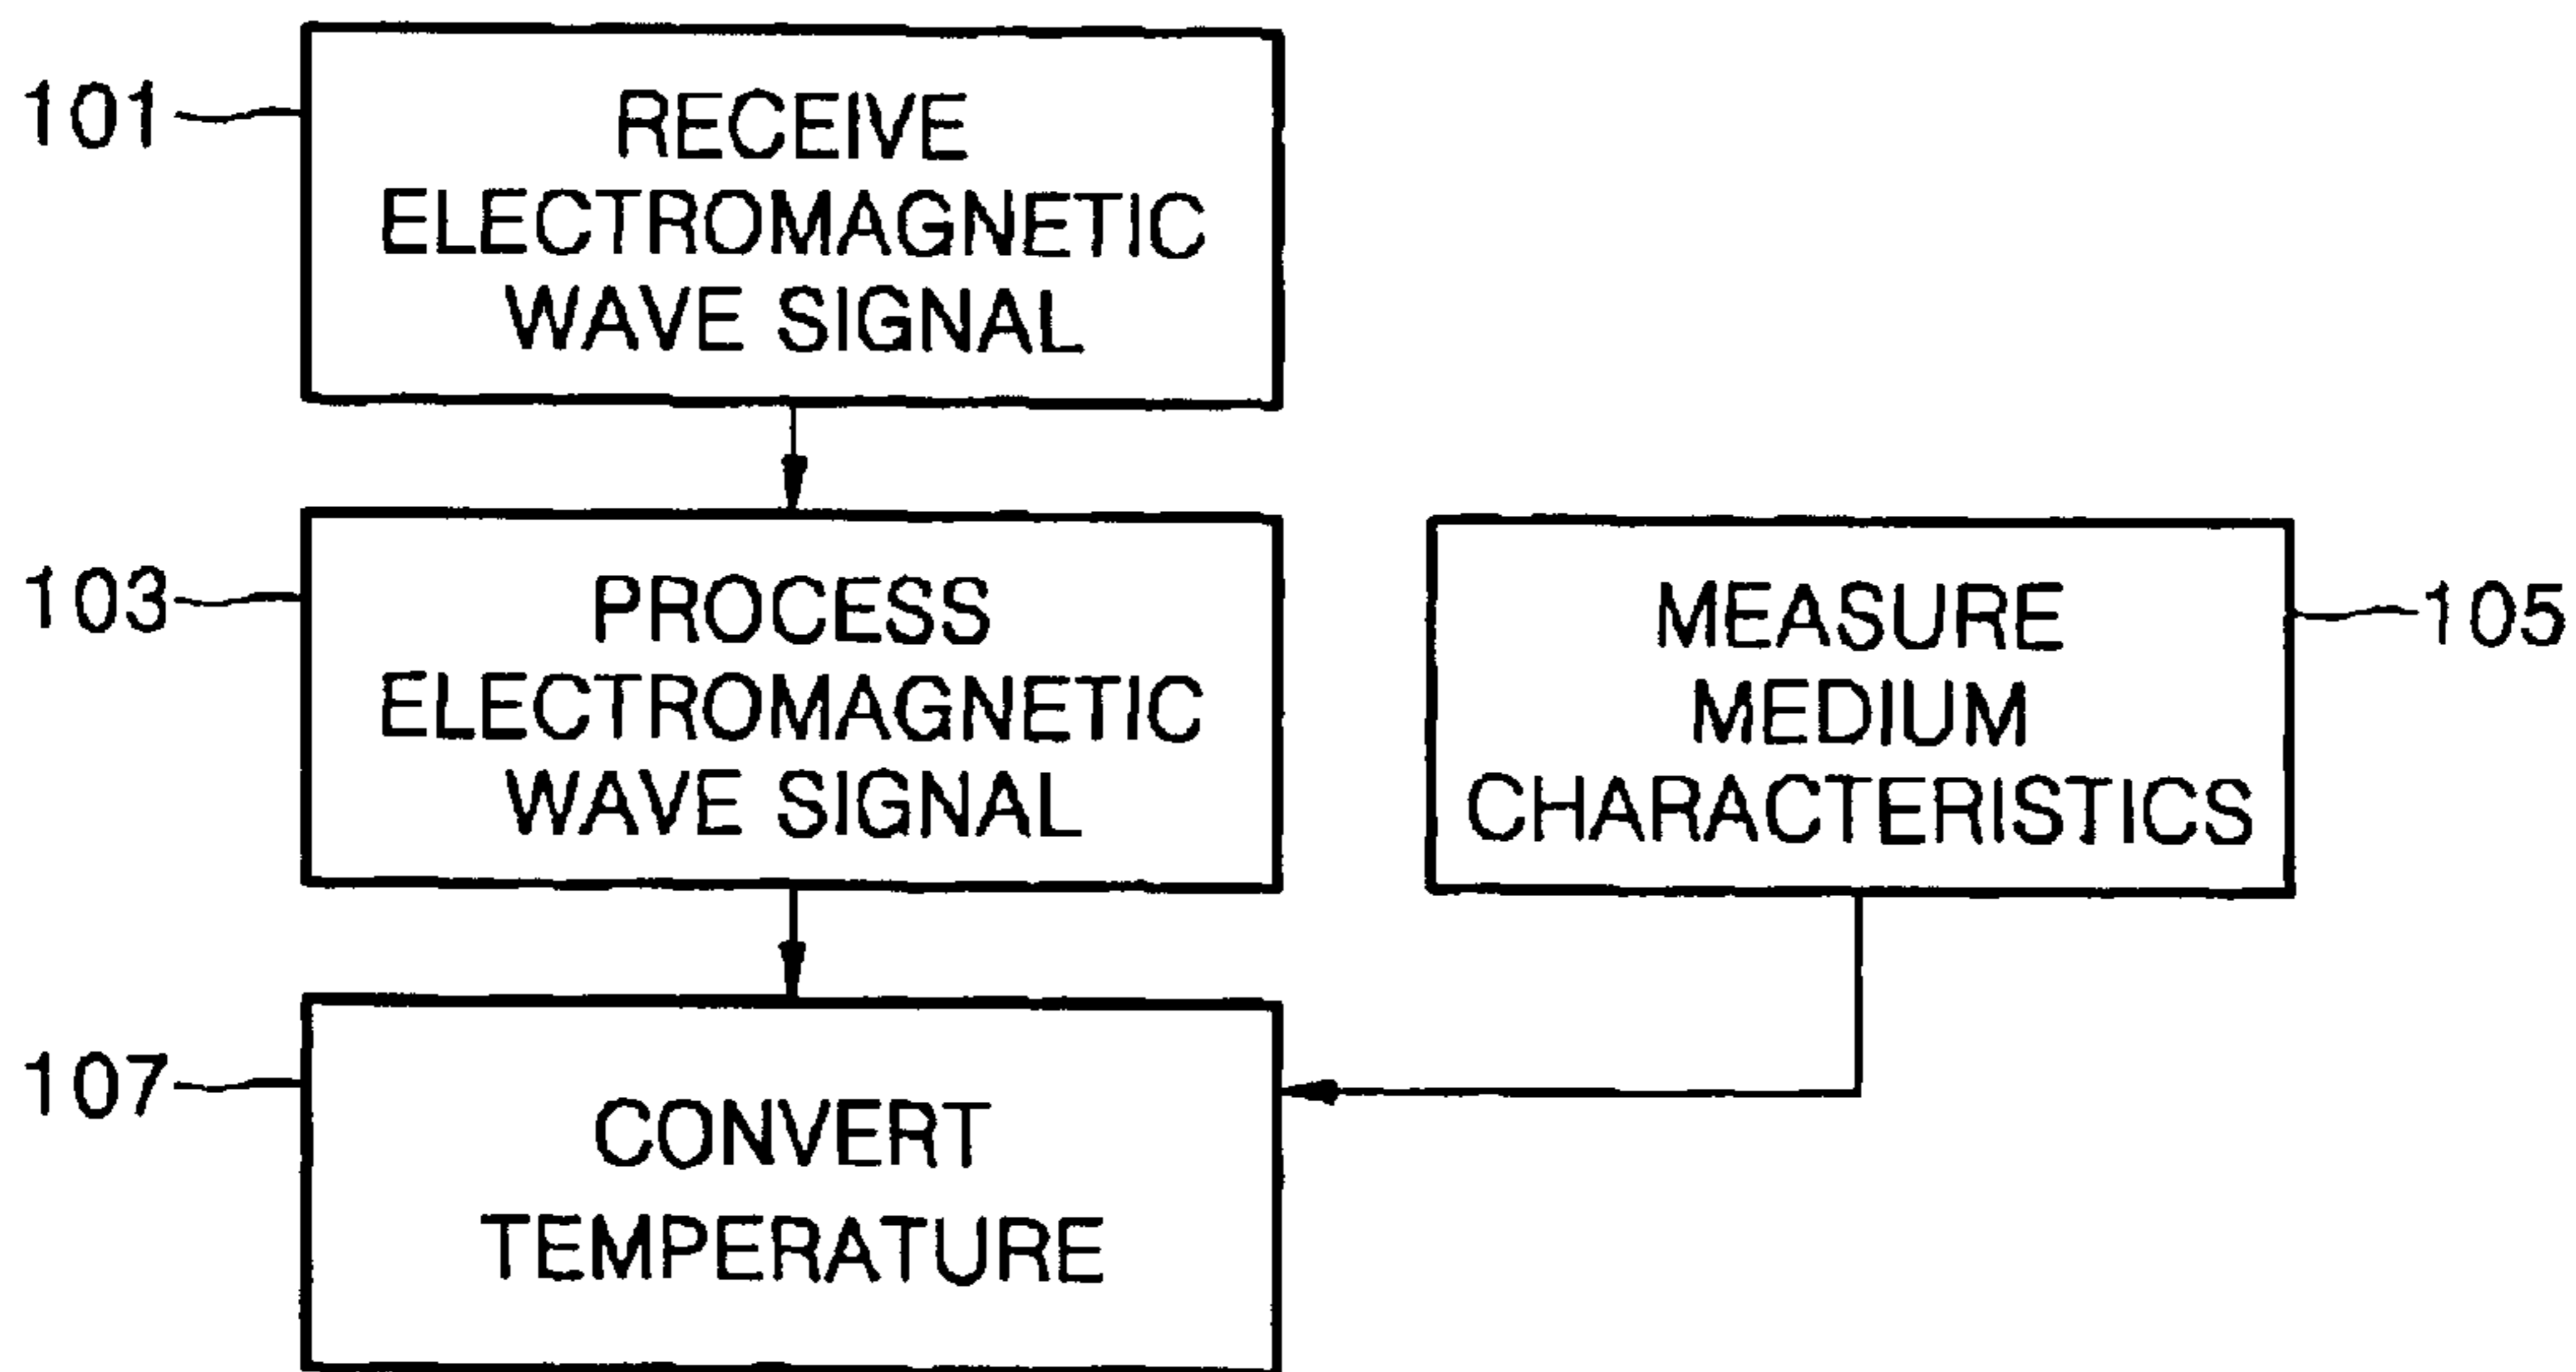 101
RECEIVE
ELECTROMAGNETIC
WAVE SIGNAL
103
PROCESS
ELECTROMAGNETIC
WAVE SIGNAL
MEASURE
MEDIUM
CHARACTERISTICS
105
107
CONVERT
TEMPERATURE